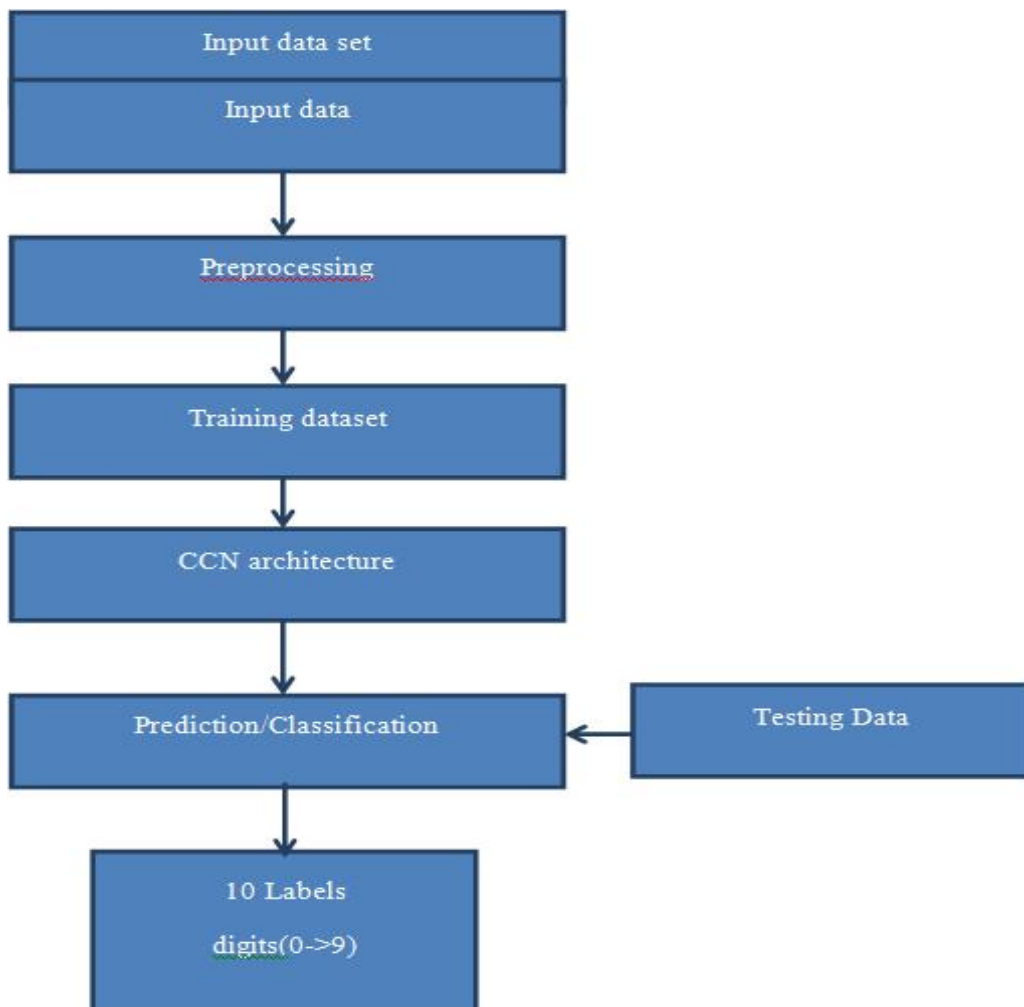 Input data set
Input data
Preprocessing
Training dataset
CCN architecture
Prediction/Classification
Testing Data
10 Labels
digits(0->9)